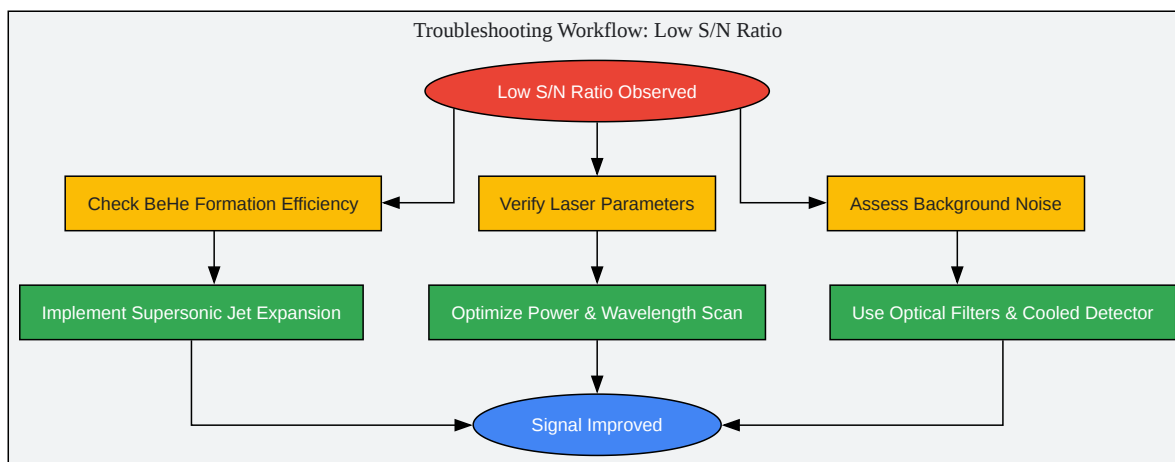 Troubleshooting Workflow: Low S/N Ratio
Low S/N Ratio Observed
Check BeHe Formation Efficiency
Verify Laser Parameters
Assess Background Noise
Implement Supersonic Jet Expansion
Optimize Power & Wavelength Scan
Use Optical Filters & Cooled Detector
Signal Improved